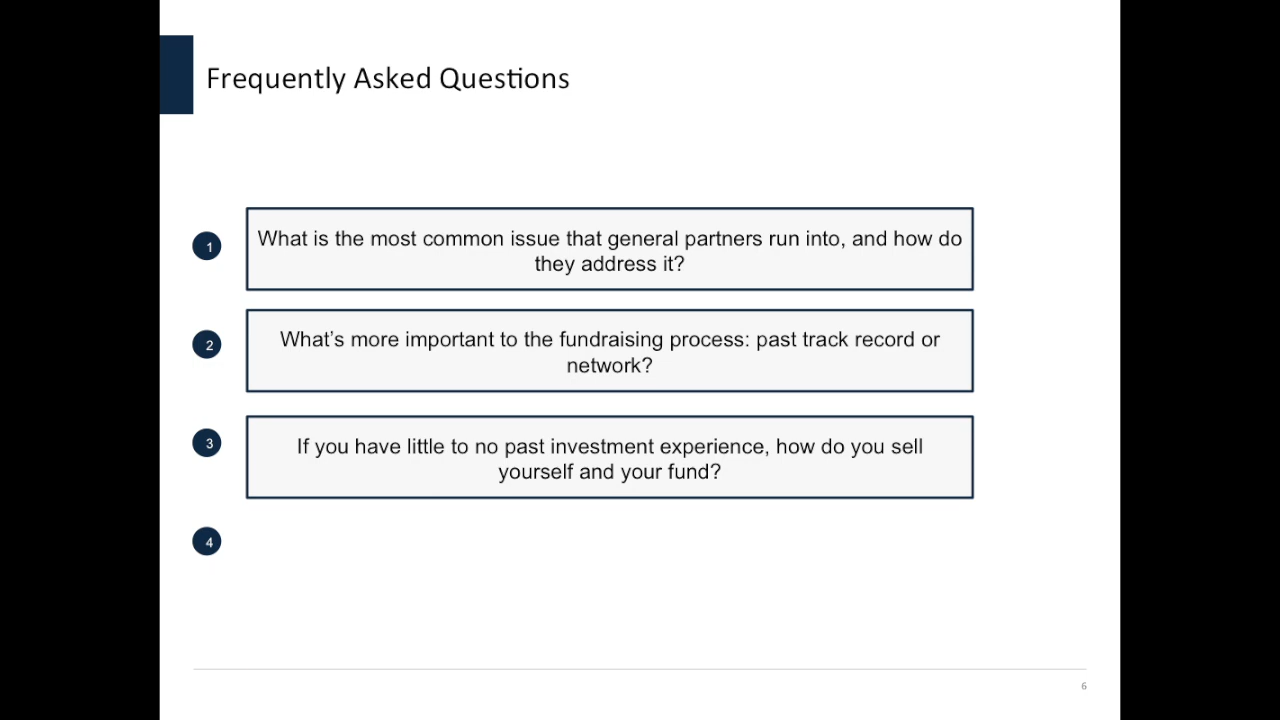 Frequently Asked Questions
1
What is the most common issue that general partners run into, and how do
they address it?
2
What’s more important to the fundraising process: past track record or
network?
3
If you have little to no past investment experience, how do you sell
yourself and your fund?
4
6